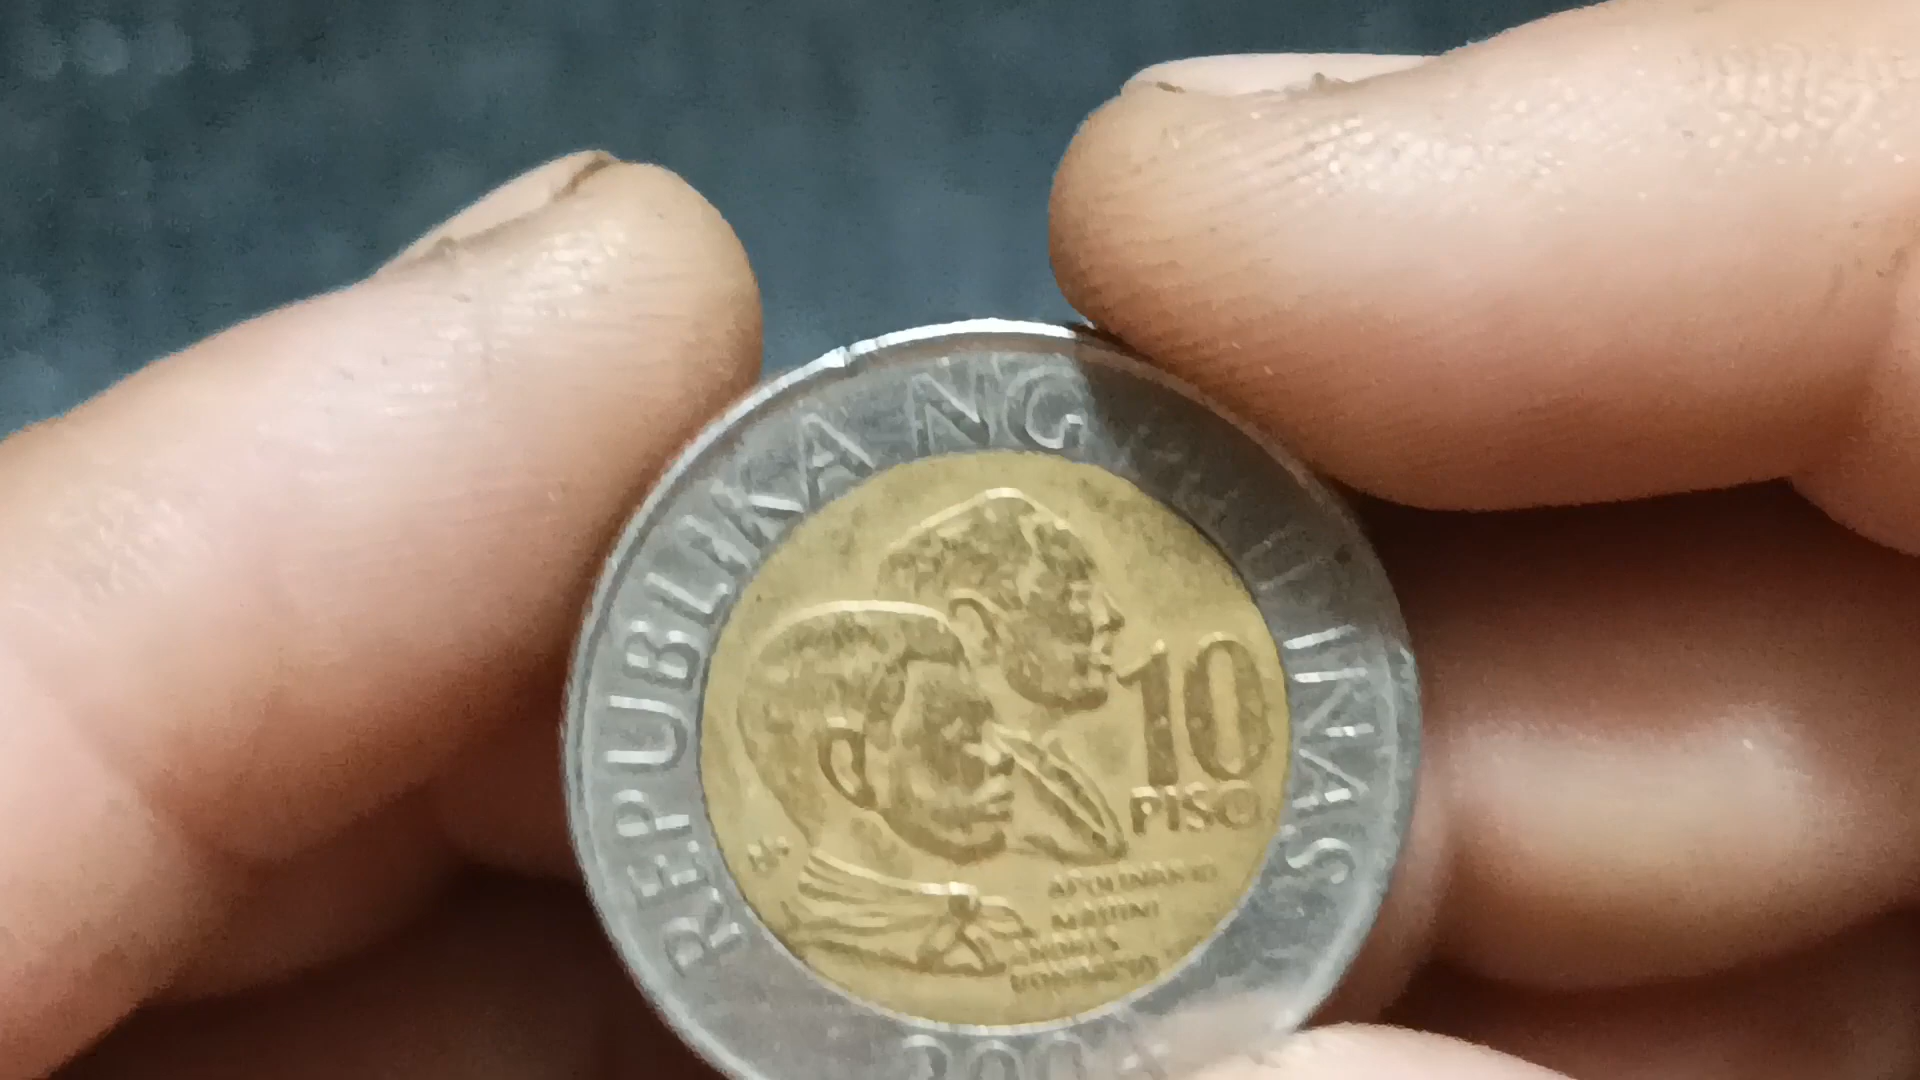 REPUBLIKA NG PILIPINAS
10
PISO
APOLINARIO
MABINI
ANDRES
BONIFACIO